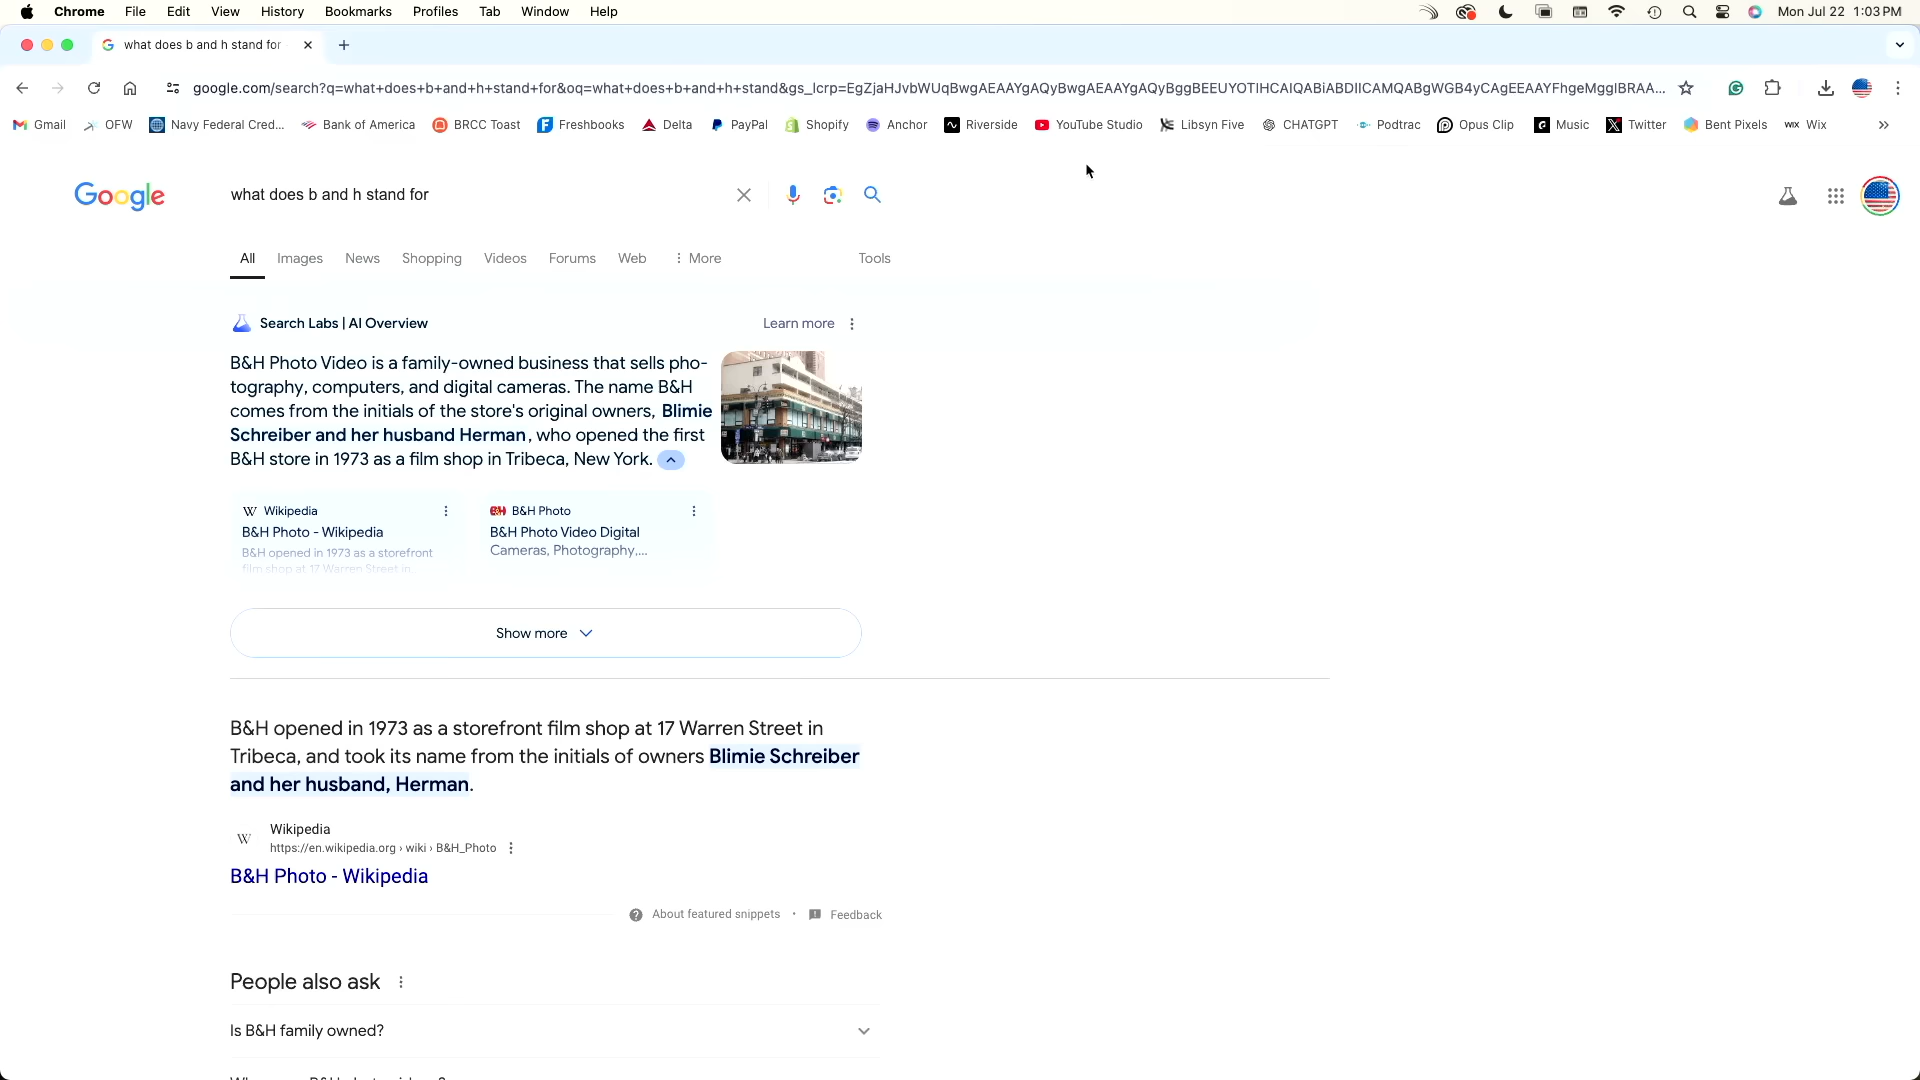 Chrome File Edit View History Bookmarks Profiles Tab Window Help Mon Jul 22 1:03 PM
what does b and h stand for
google.com/search?q=what+does+b+and+h+stand+for&oq=what+does+b+and+h+stand&gs_lcrp=EgZjaHJvbWUqBwgAEAAYgAQyBwgAEAAYgAQyBggBEEUYOTIHCAIQABiABDIICAMQABgWGB4yCAgEEAAYFhgeMggIBRAA...
Gmail OFW Navy Federal Cred... Bank of America BRCC Toast Freshbooks Delta PayPal Shopify Anchor Riverside YouTube Studio Libsyn Five CHATGPT Podtrac Opus Clip Music Twitter Bent Pixels WIX Wix »
Google what does b and h stand for
All Images News Shopping Videos Forums Web More Tools
Search Labs | AI Overview Learn more
B&H Photo Video is a family-owned business that sells pho-
tography, computers, and digital cameras. The name B&H
comes from the initials of the store's original owners, Blimie
Schreiber and her husband Herman, who opened the first
B&H store in 1973 as a film shop in Tribeca, New York.
W Wikipedia
B&H Photo - Wikipedia
B&H opened in 1973 as a storefront
film shop at 17 Warren Street in...
B&H B&H Photo
B&H Photo Video Digital
Cameras, Photography,...
Show more
B&H opened in 1973 as a storefront film shop at 17 Warren Street in
Tribeca, and took its name from the initials of owners Blimie Schreiber
and her husband, Herman.
W Wikipedia
https://en.wikipedia.org › wiki › B&H_Photo
B&H Photo - Wikipedia
About featured snippets • Feedback
People also ask
Is B&H family owned?